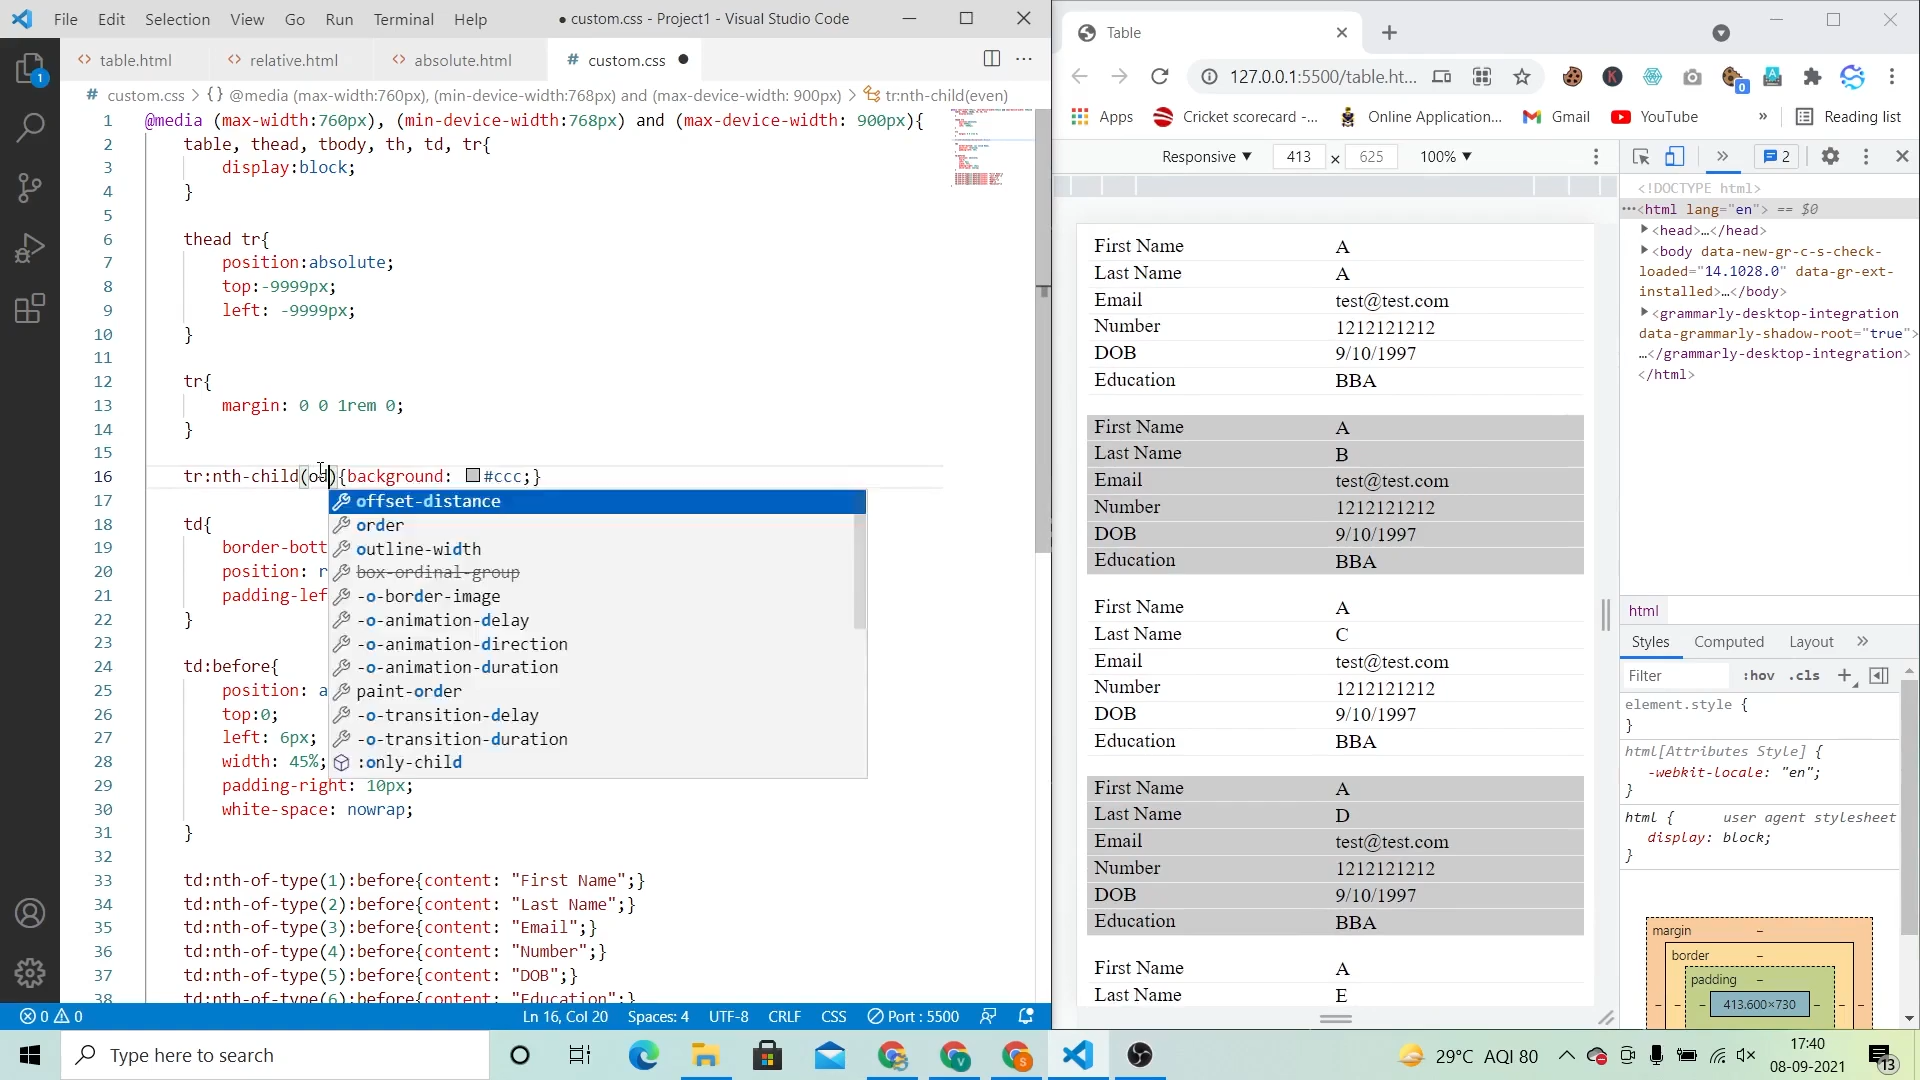 File Edit Selection View Go Run Terminal Help
● custom.css - Project1 - Visual Studio Code
table.html
relative.html
absolute.html
# custom.css ●
# custom.css > {} @media (max-width:760px), (min-device-width:768px) and (max-device-width: 900px) > tr:nth-child(even)
1 @media (max-width:760px), (min-device-width:768px) and (max-device-width: 900px){
2 table, thead, tbody, th, td, tr{
3 display:block;
4 }
5
6 thead tr{
7 position:absolute;
8 top:-9999px;
9 left: -9999px;
10 }
11
12 tr{
13 margin: 0 0 1rem 0;
14 }
15
16 tr:nth-child(od){background: #ccc;}
17
18 td{
19 border-bott
20 position: r
21 padding-lef
22 }
23
24 td:before{
25 position: a
26 top:0;
27 left: 6px;
28 width: 45%;
29 padding-right: 10px;
30 white-space: nowrap;
31 }
32
33 td:nth-of-type(1):before{content: "First Name";}
34 td:nth-of-type(2):before{content: "Last Name";}
35 td:nth-of-type(3):before{content: "Email";}
36 td:nth-of-type(4):before{content: "Number";}
37 td:nth-of-type(5):before{content: "DOB";}
38 td:nth-of-type(6):before{content: "Education";}
offset-distance
order
outline-width
box-ordinal-group
-o-border-image
-o-animation-delay
-o-animation-direction
-o-animation-duration
paint-order
-o-transition-delay
-o-transition-duration
:only-child
1
0 0
Ln 16, Col 20
Spaces: 4
UTF-8
CRLF
CSS
Port : 5500
Table
127.0.0.1:5500/table.ht...
0
Apps
Cricket scorecard -...
Online Application...
Gmail
YouTube
»
Reading list
Responsive ▼
413 x 625
100% ▼
First Name A
Last Name A
Email test@test.com
Number 1212121212
DOB 9/10/1997
Education BBA
First Name A
Last Name B
Email test@test.com
Number 1212121212
DOB 9/10/1997
Education BBA
First Name A
Last Name C
Email test@test.com
Number 1212121212
DOB 9/10/1997
Education BBA
First Name A
Last Name D
Email test@test.com
Number 1212121212
DOB 9/10/1997
Education BBA
First Name A
Last Name E
» 2
<!DOCTYPE html>
···<html lang="en"> == $0
<head>…</head>
<body data-new-gr-c-s-check-
loaded="14.1028.0" data-gr-ext-
installed>…</body>
<grammarly-desktop-integration
data-grammarly-shadow-root="true">
…</grammarly-desktop-integration>
</html>
html
Styles Computed Layout »
Filter :hov .cls +
element.style {
}
html[Attributes Style] {
-webkit-locale: "en";
}
html { user agent stylesheet
display: block;
}
margin –
border –
padding –
– – – 413.600×730 – – –
Type here to search
29°C AQI 80
17:40
08-09-2021
13